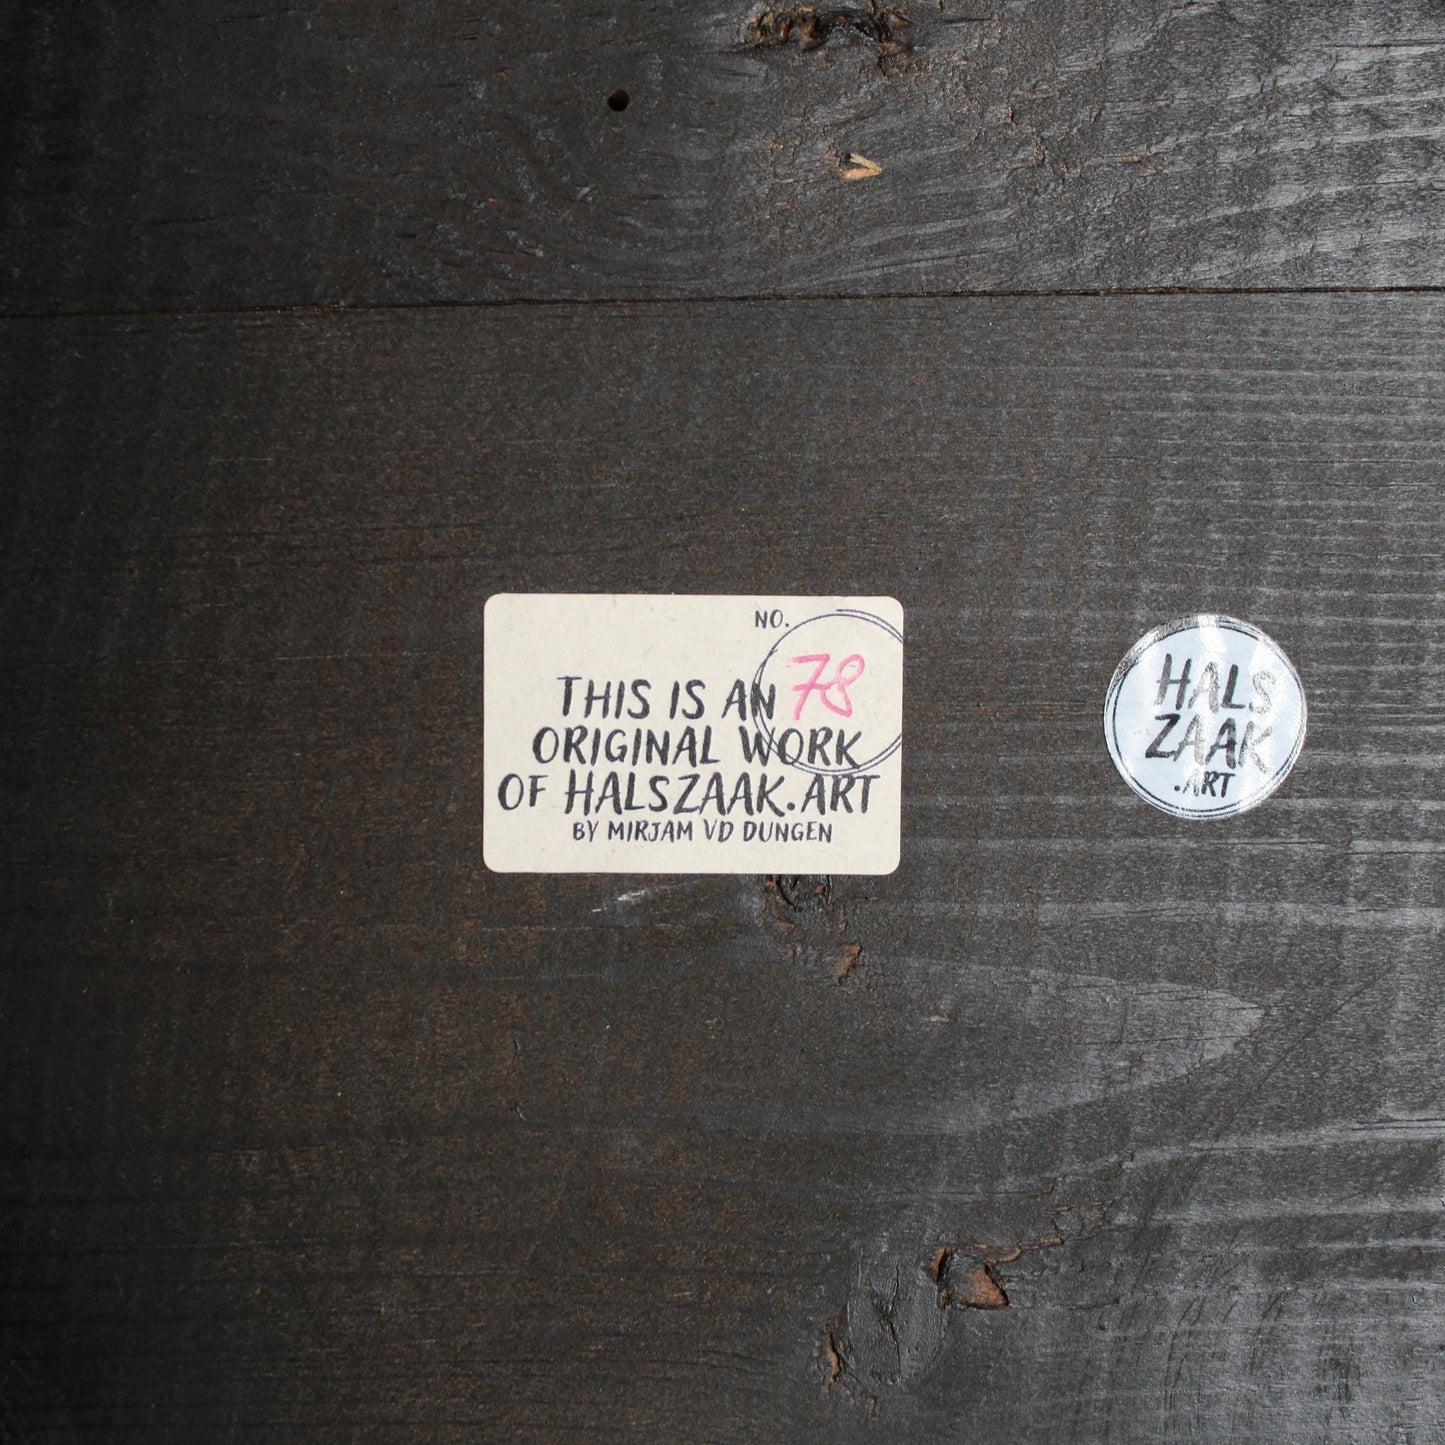 NO.
78
THIS IS AN
ORIGINAL WORK
OF HALSZAAK.ART
BY MIRJAM VD DUNGEN
HALS
ZAAK
.ART